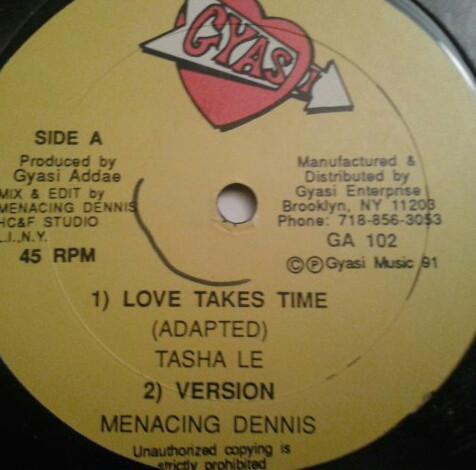 GYASI
SIDE A
Produced by
Gyasi Addae
MIX & EDIT by
MENACING DENNIS
HC&F STUDIO
L.I.,N.Y.
45 RPM
Manufactured &
Distributed by
Gyasi Enterprise
Brooklyn, NY 11203
Phone: 718-856-3053
GA 102
©℗Gyasi Music 91
1) LOVE TAKES TIME
(ADAPTED)
TASHA LE
2) VERSION
MENACING DENNIS
Unauthorized copying is
strictly prohibited